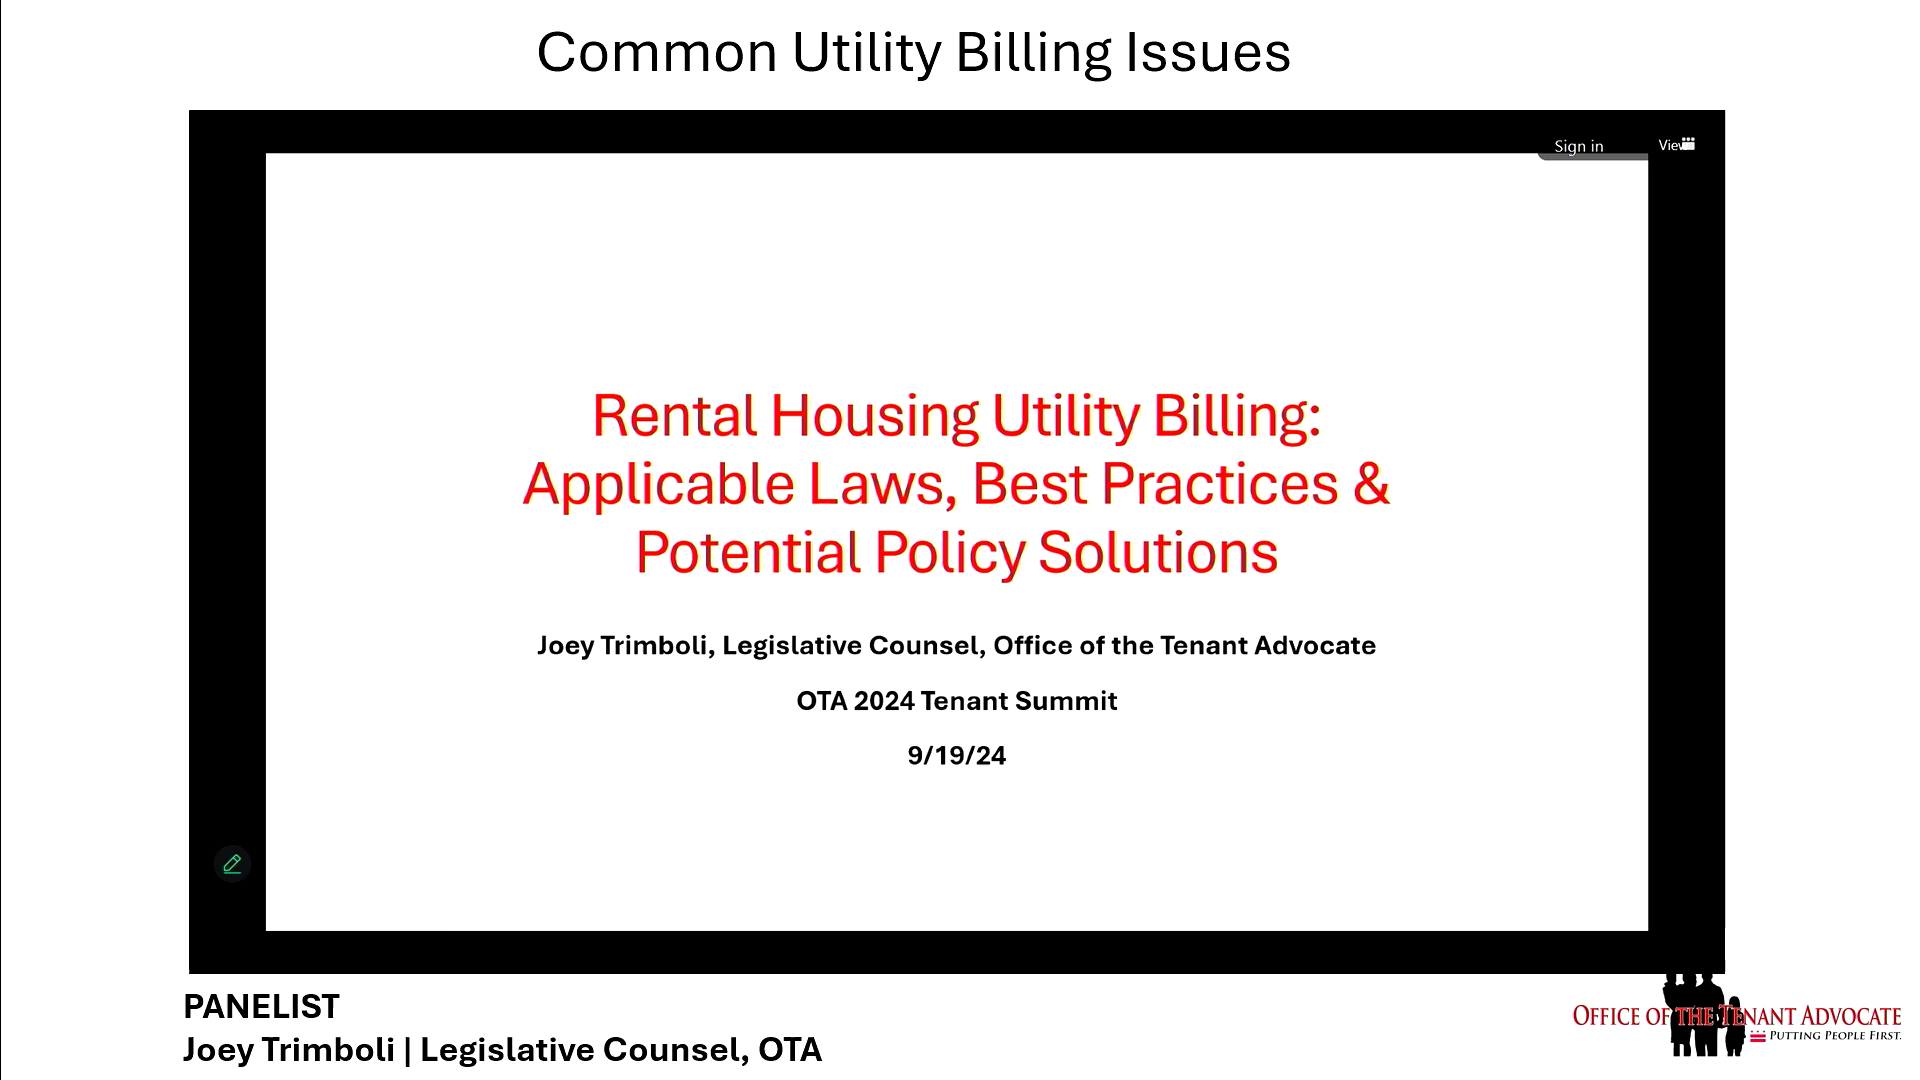 Common Utility Billing Issues
Sign in
View
Rental Housing Utility Billing:
Applicable Laws, Best Practices &
Potential Policy Solutions
Joey Trimboli, Legislative Counsel, Office of the Tenant Advocate
OTA 2024 Tenant Summit
9/19/24
PANELIST
Joey Trimboli | Legislative Counsel, OTA
OFFICE OF THE TENANT ADVOCATE
PUTTING PEOPLE FIRST.